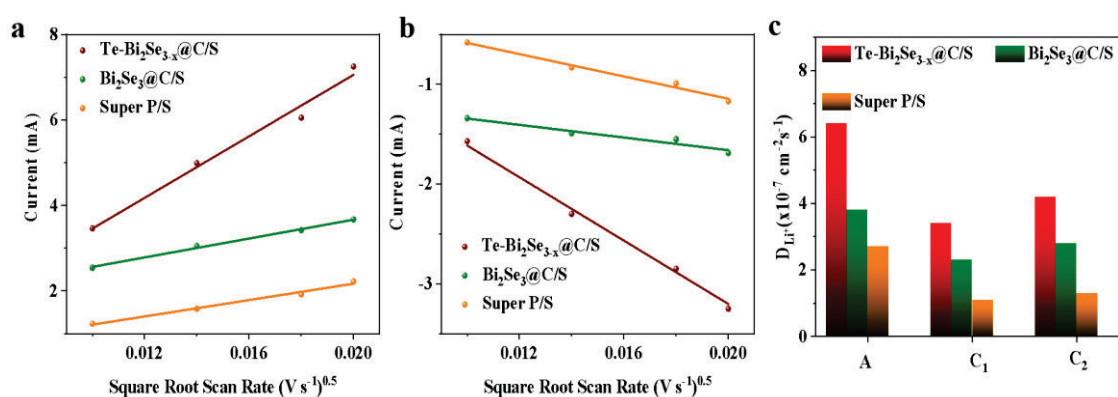 a
Te-Bi₂Se₃₋ₓ@C/S
Bi₂Se₃@C/S
Super P/S
8
6
4
2
Current (mA)
0.012
0.016
0.020
Square Root Scan Rate (V s⁻¹)⁰·⁵
b
-1
-2
-3
Current (mA)
Te-Bi₂Se₃₋ₓ@C/S
Bi₂Se₃@C/S
Super P/S
0.012
0.016
0.020
Square Root Scan Rate (V s⁻¹)⁰·⁵
c
Te-Bi₂Se₃₋ₓ@C/S
Bi₂Se₃@C/S
Super P/S
8
6
4
2
0
D_Li⁺(x10⁻⁷ cm⁻²s⁻¹)
A
C₁
C₂